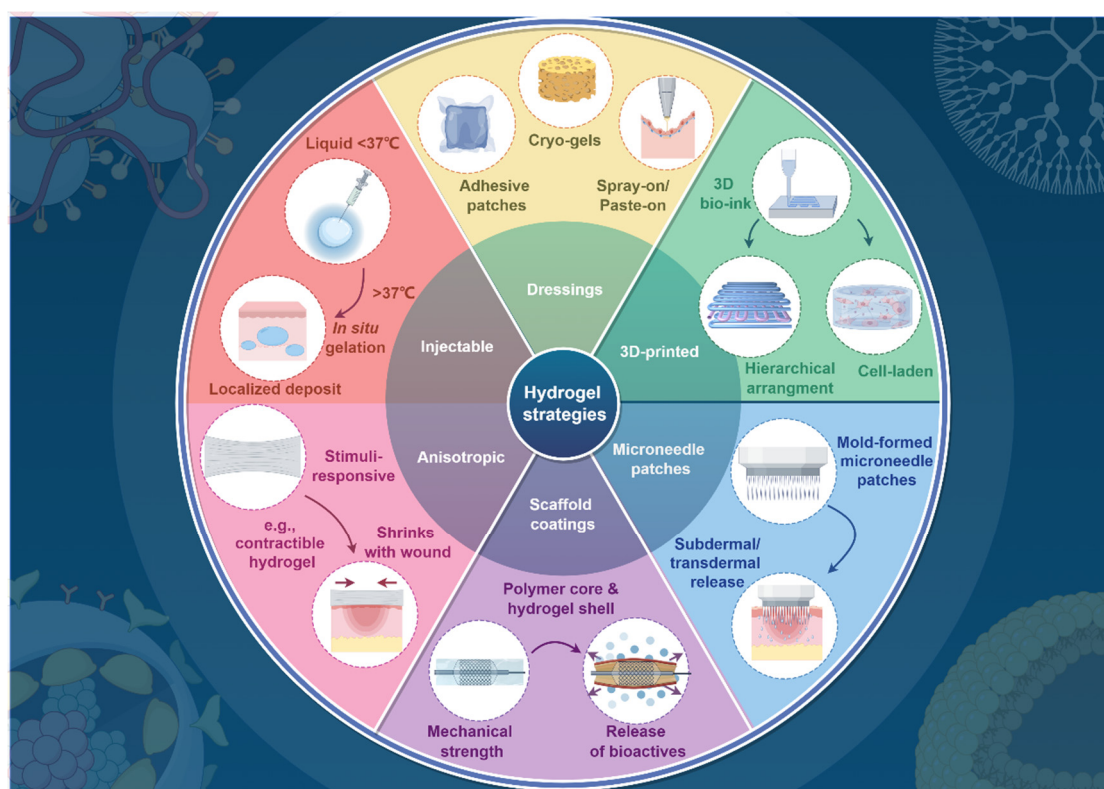 Liquid <37℃
>37℃
In situ
gelation
Localized deposit
Injectable
Adhesive
patches
Cryo-gels
Spray-on/
Paste-on
Dressings
3D
bio-ink
Hierarchical
arrangment
Cell-laden
3D-printed
Hydrogel
strategies
Microneedle
patches
Mold-formed
microneedle
patches
Subdermal/
transdermal
release
Scaffold
coatings
Polymer core &
hydrogel shell
Mechanical
strength
Release
of bioactives
Anisotropic
Stimuli-
responsive
e.g.,
contractible
hydrogel
Shrinks
with wound